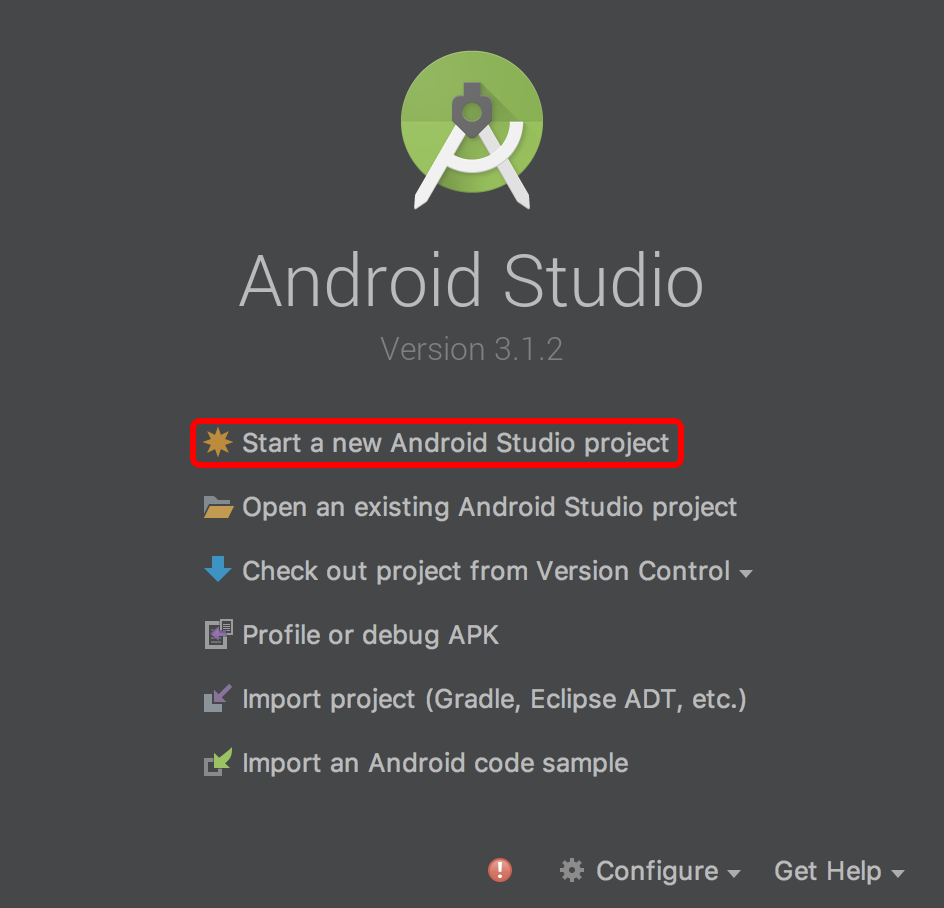 Android Studio
Version 3.1.2
Start a new Android Studio project
Open an existing Android Studio project
Check out project from Version Control
Profile or debug APK
Import project (Gradle, Eclipse ADT, etc.)
Import an Android code sample
! Configure Get Help